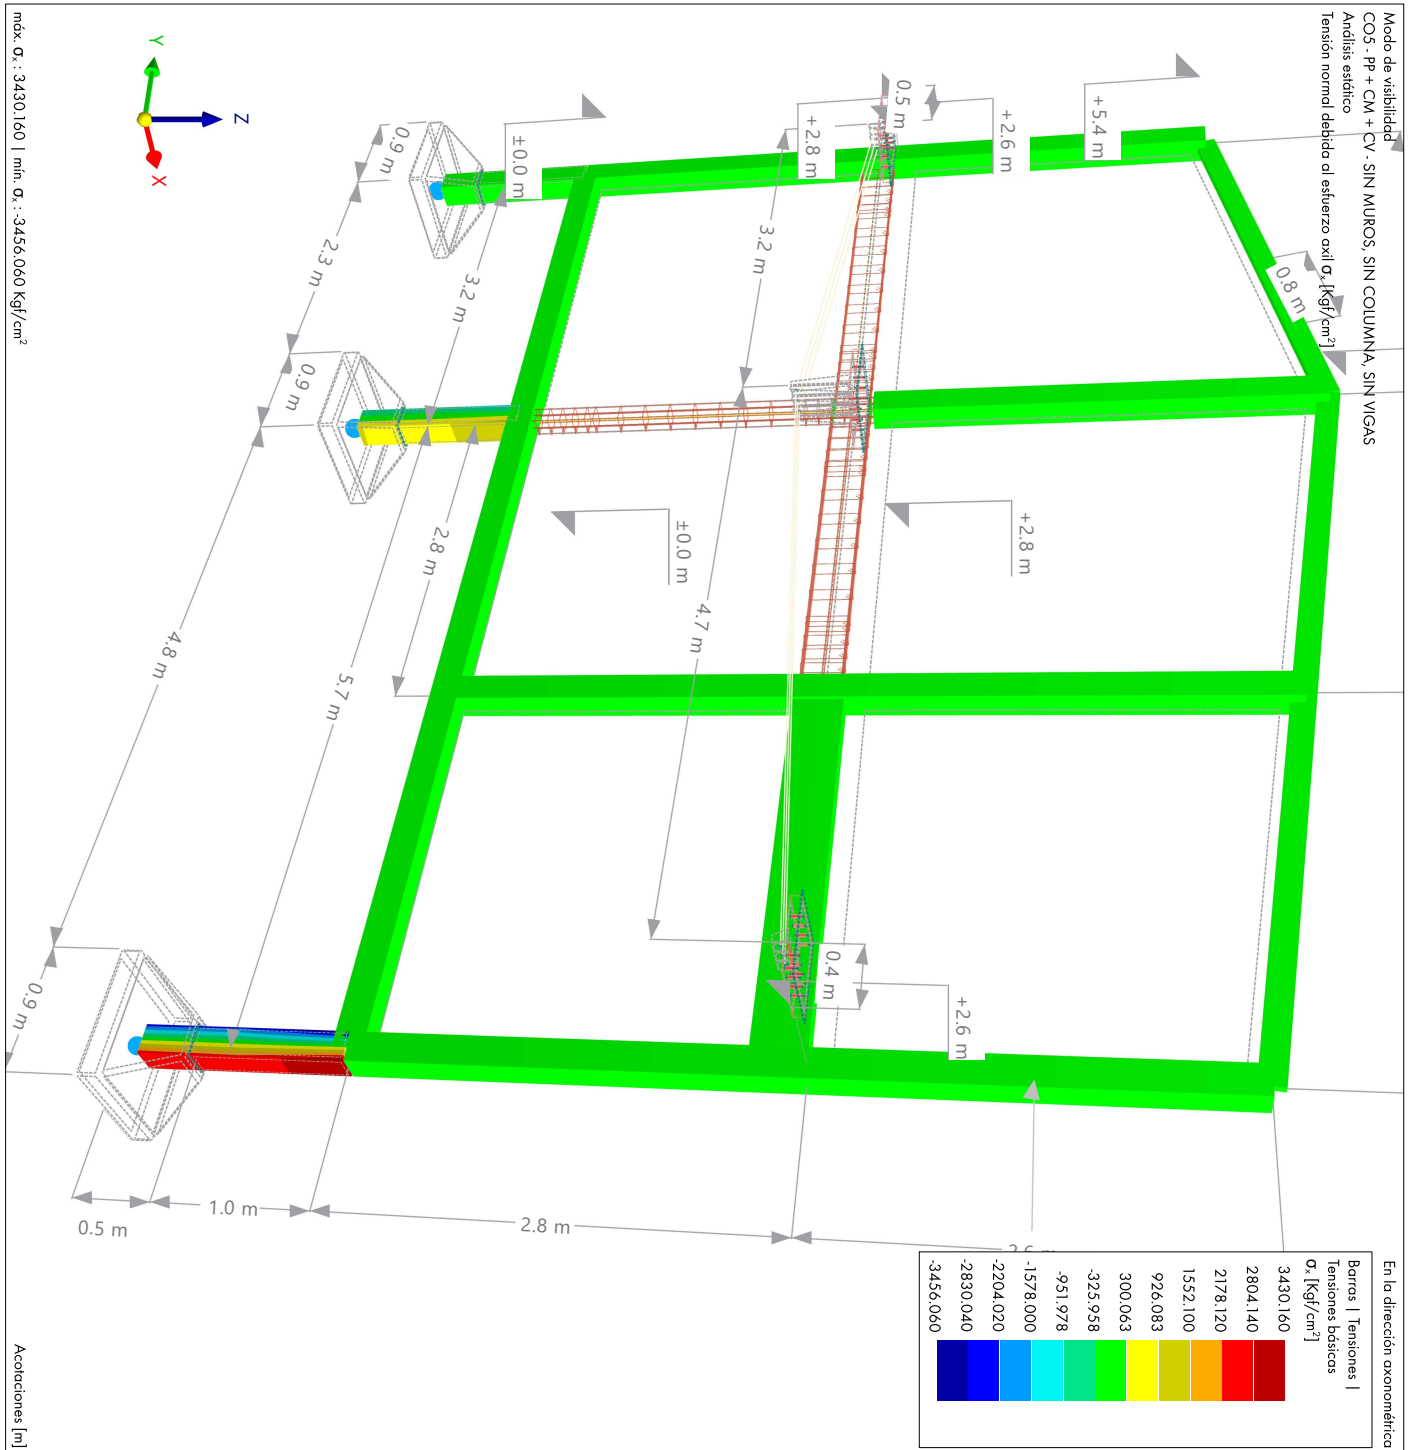 Modo de visibilidad
CO5 - PP + CM + CV - SIN MUROS, SIN COLUMNA, SIN VIGAS
Análisis estático
Tensión normal debida al esfuerzo axil σx [Kgf/cm²]
En la dirección axonométrica
Barras | Tensiones |
Tensiones básicas
σx [Kgf/cm²]
3430.160
2804.140
2178.120
1552.100
926.083
300.063
-325.958
-951.978
-1578.000
-2204.020
-2830.040
-3456.060
0.8 m
+5.4 m
+2.6 m
0.5 m
+2.8 m
±0.0 m
3.2 m
+2.8 m
±0.0 m
4.7 m
0.4 m
+2.6 m
0.9 m
2.3 m
3.2 m
0.9 m
2.8 m
4.8 m
5.7 m
0.9 m
0.5 m
1.0 m
2.8 m
Z
Y
X
máx. σx : 3430.160 | mín. σx : -3456.060 Kgf/cm²
Acotaciones [m]